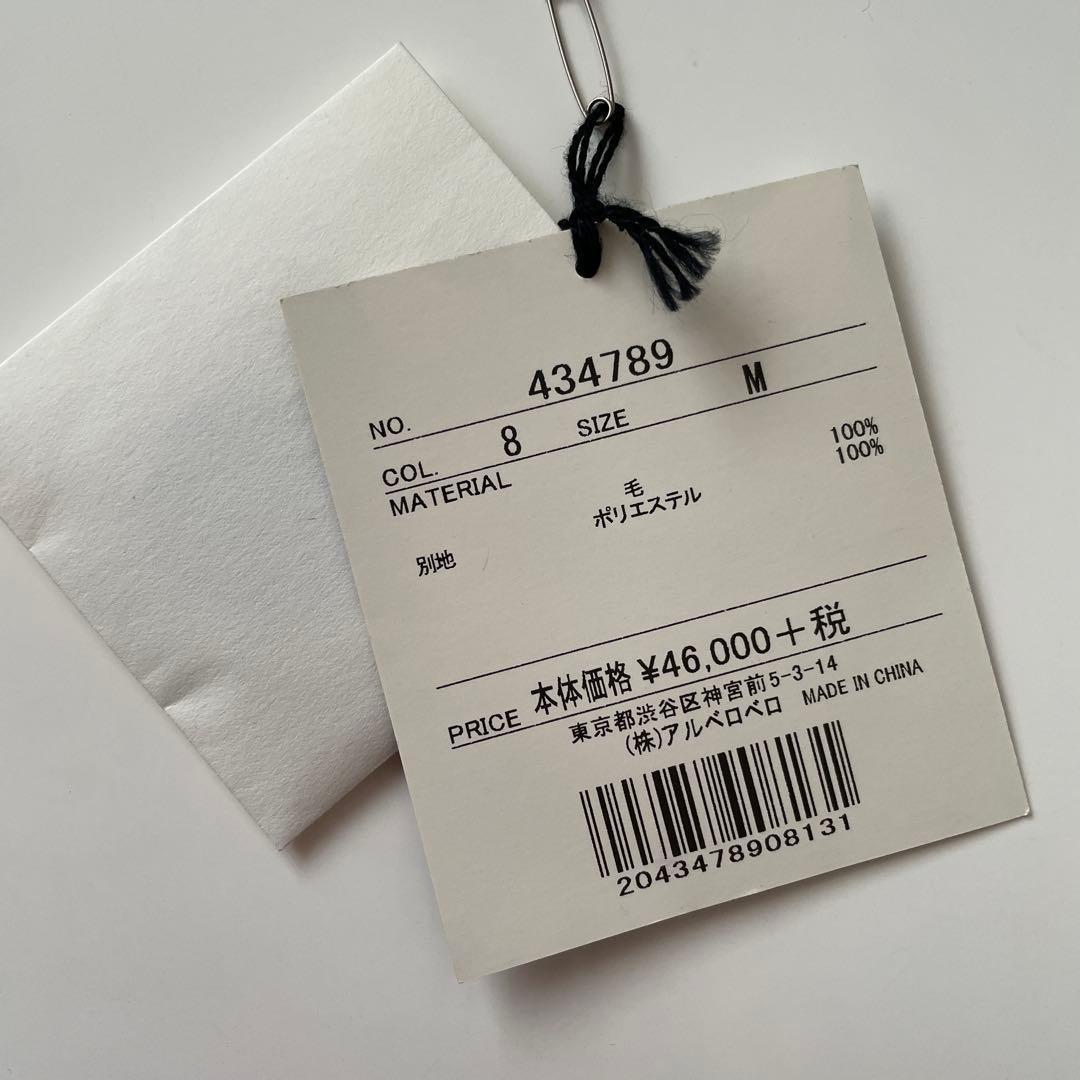 NO. 434789
COL. 8 SIZE M
MATERIAL 毛 100%
ポリエステル 100%
別地
PRICE 本体価格 ¥46,000+税
東京都渋谷区神宮前5-3-14
(株)アルベロベロ MADE IN CHINA
2043478908131